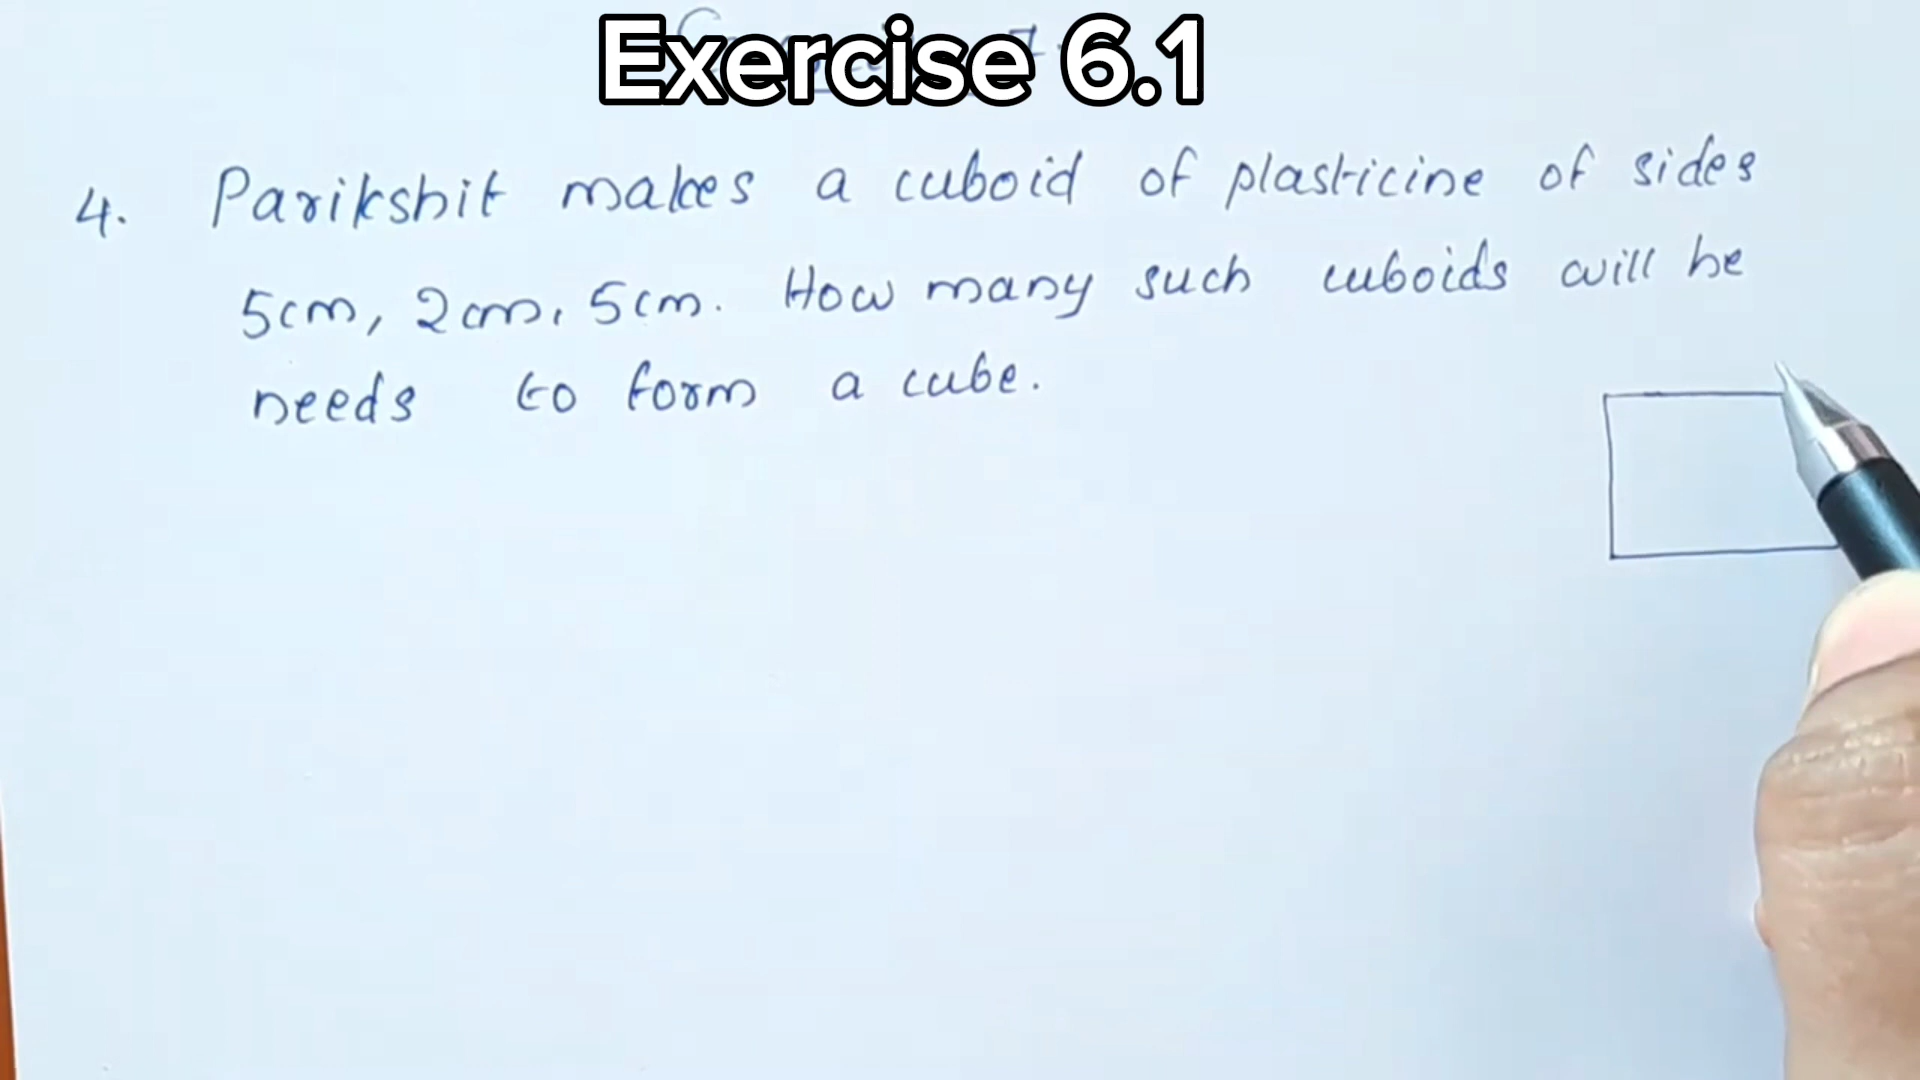 Exercise 6.1
4. Parikshit makes a cuboid of plasticine of sides
5cm, 2cm, 5cm. How many such cuboids will he
needs to form a cube.